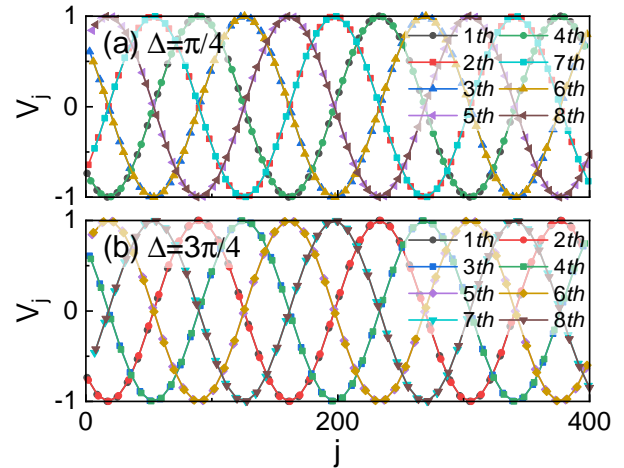 (a) Δ=π/4
V_j
1
0
-1
1th
4th
2th
7th
3th
6th
5th
8th
(b) Δ=3π/4
V_j
1
0
-1
1th
2th
3th
4th
5th
6th
7th
8th
0
200
400
j